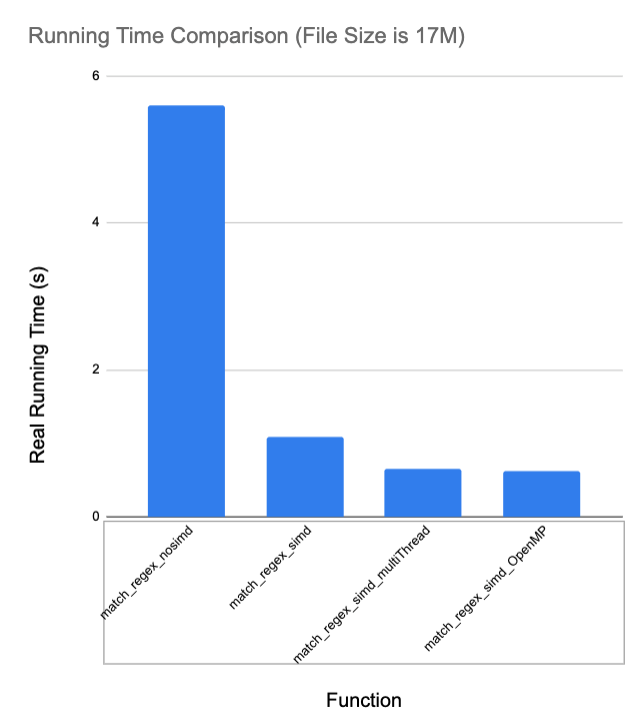 Running Time Comparison (File Size is 17M)
6
4
2
0
Real Running Time (s)
match_regex_nosimd
match_regex_simd
match_regex_simd_multiThread
match_regex_simd_OpenMP
Function